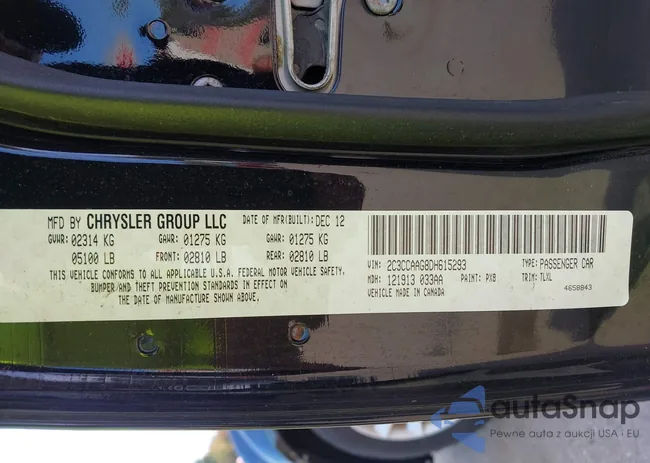 MFD BY CHRYSLER GROUP LLC DATE OF MFR(BUILT): DEC 12
GVWR: 02314 KG GAWR: 01275 KG GAWR: 01275 KG
05100 LB FRONT: 02810 LB REAR: 02810 LB
THIS VEHICLE CONFORMS TO ALL APPLICABLE U.S.A. FEDERAL MOTOR VEHICLE SAFETY,
BUMPER/AND THEFT PREVENTION STANDARDS IN EFFECT ON
THE DATE OF MANUFACTURE SHOWN ABOVE.
VIN: 2C3CCAAG8DH615293 TYPE: PASSENGER CAR
MDH: 121913 033AA PAINT: PX8 TRIM: TLXL
VEHICLE MADE IN CANADA 4658843
autaSnap
Pewne auta z aukcji USA i EU